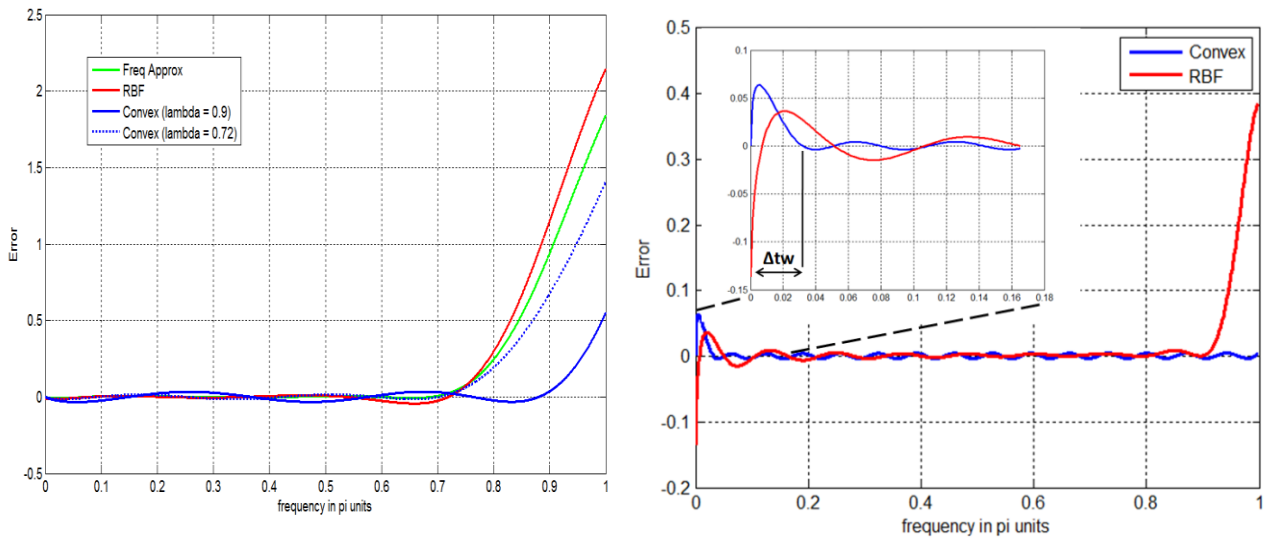 2.5
2
1.5
1
0.5
0
-0.5
Error
Freq Approx
RBF
Convex (lambda = 0.9)
Convex (lambda = 0.72)
0 0.1 0.2 0.3 0.4 0.5 0.6 0.7 0.8 0.9 1
frequency in pi units
0.5
0.4
0.3
0.2
0.1
0
-0.1
-0.2
Error
Convex
RBF
0.1
0.05
0
-0.05
-0.1
-0.15
Δtw
0 0.02 0.04 0.06 0.08 0.1 0.12 0.14 0.16 0.18
0 0.2 0.4 0.6 0.8 1
frequency in pi units